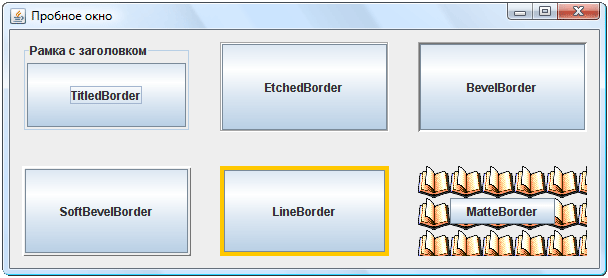 Пробное окно
Рамка с заголовком
TitledBorder
EtchedBorder
BevelBorder
SoftBevelBorder
LineBorder
MatteBorder